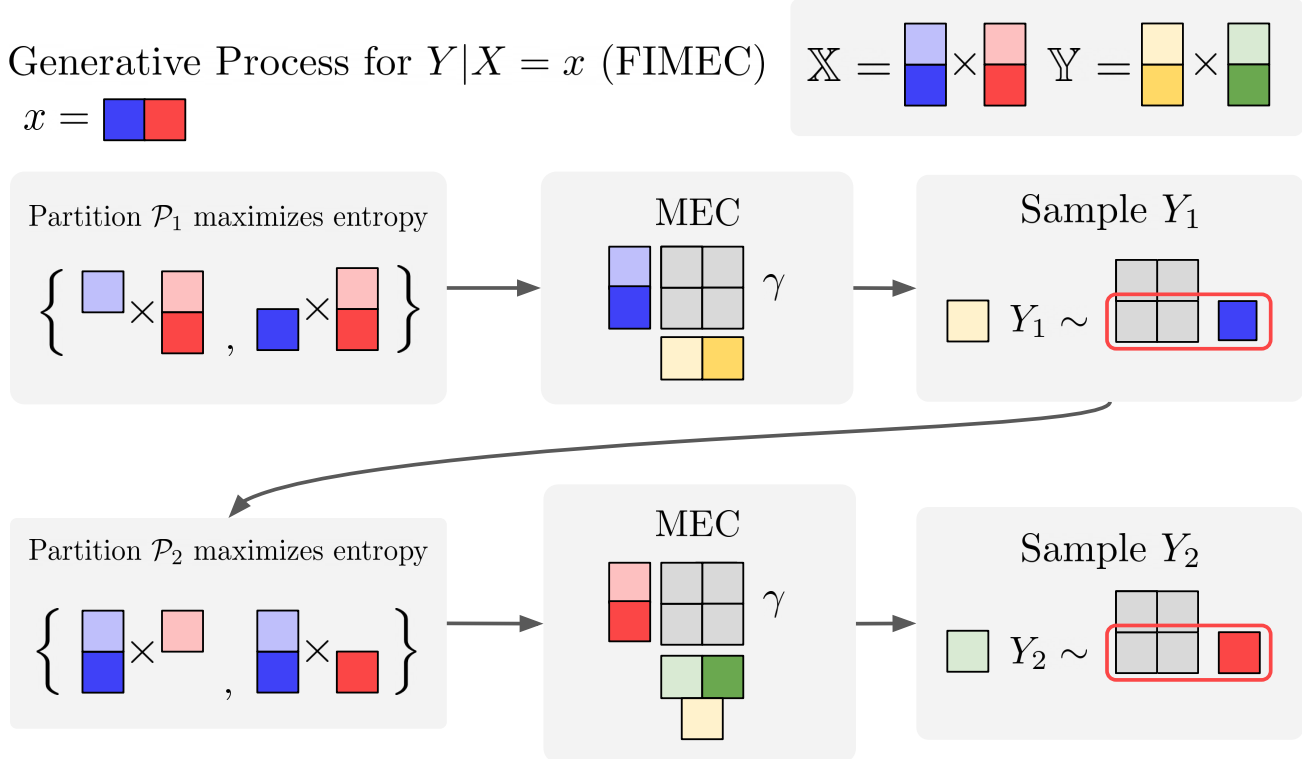 Generative Process for Y|X = x (FIMEC)
x =
𝕏 = × 𝕐 = ×
Partition 𝒫₁ maximizes entropy
{ × , × }
MEC
γ
Sample Y₁
Y₁ ∼
Partition 𝒫₂ maximizes entropy
{ × , × }
MEC
γ
Sample Y₂
Y₂ ∼